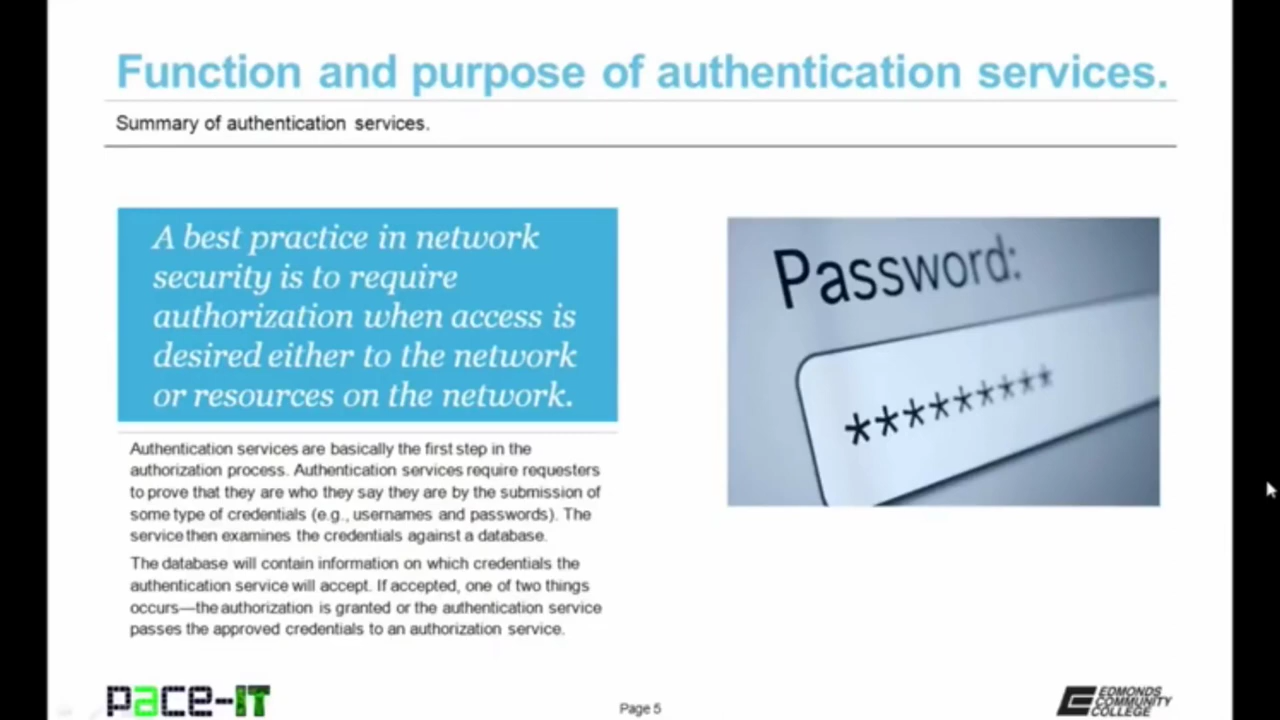 Function and purpose of authentication services.
Summary of authentication services.
A best practice in network
security is to require
authorization when access is
desired either to the network
or resources on the network.
Authentication services are basically the first step in the
authorization process. Authentication services require requesters
to prove that they are who they say they are by the submission of
some type of credentials (e.g., usernames and passwords). The
service then examines the credentials against a database.
The database will contain information on which credentials the
authentication service will accept. If accepted, one of two things
occurs—the authorization is granted or the authentication service
passes the approved credentials to an authorization service.
Password:
*********
pace-IT
Page 5
EDMONDS
COMMUNITY
COLLEGE